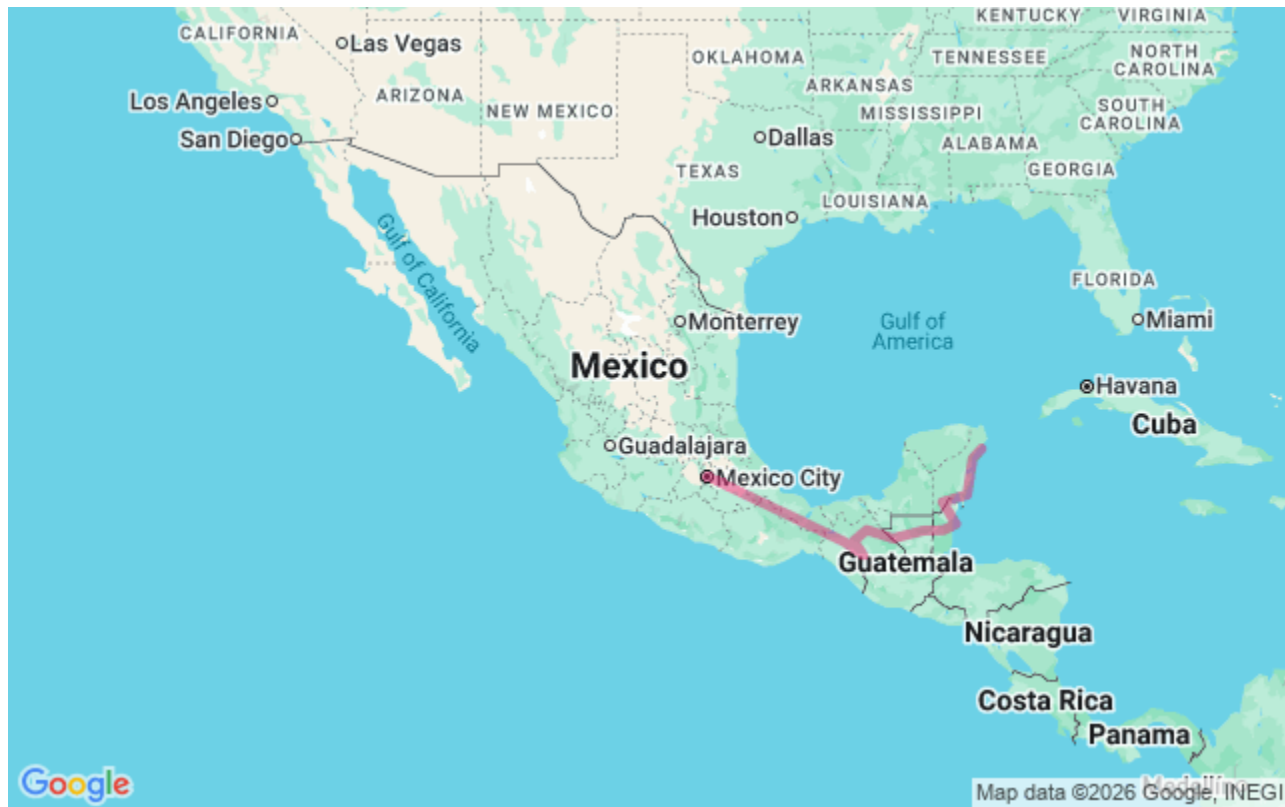 KENTUCKY
VIRGINIA
CALIFORNIA
Las Vegas
OKLAHOMA
TENNESSEE
NORTH
CAROLINA
Los Angeles
ARIZONA
NEW MEXICO
ARKANSAS
MISSISSIPPI
SOUTH
CAROLINA
San Diego
Dallas
ALABAMA
TEXAS
GEORGIA
Houston
LOUISIANA
Gulf of California
FLORIDA
Monterrey
Gulf of
America
Miami
Mexico
Havana
Cuba
Guadalajara
Mexico City
Guatemala
Nicaragua
Costa Rica
Panama
Google
Medellín
Map data ©2026 Google, INEGI